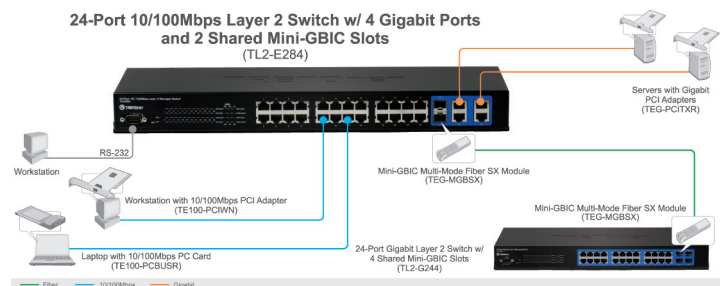 24-Port 10/100Mbps Layer 2 Switch w/ 4 Gigabit Ports
and 2 Shared Mini-GBIC Slots
(TL2-E284)
Servers with Gigabit
PCI Adapters
(TEG-PCITXR)
TRENDNET
RS-232
Workstation
Mini-GBIC Multi-Mode Fiber SX Module
(TEG-MGBSX)
Workstation with 10/100Mbps PCI Adapter
(TE100-PCIWN)
Mini-GBIC Multi-Mode Fiber SX Module
(TEG-MGBSX)
Laptop with 10/100Mbps PC Card
(TE100-PCBUSR)
24-Port Gigabit Layer 2 Switch w/
4 Shared Mini-GBIC Slots
(TL2-G244)
Fiber 10/100Mbps Gigabit